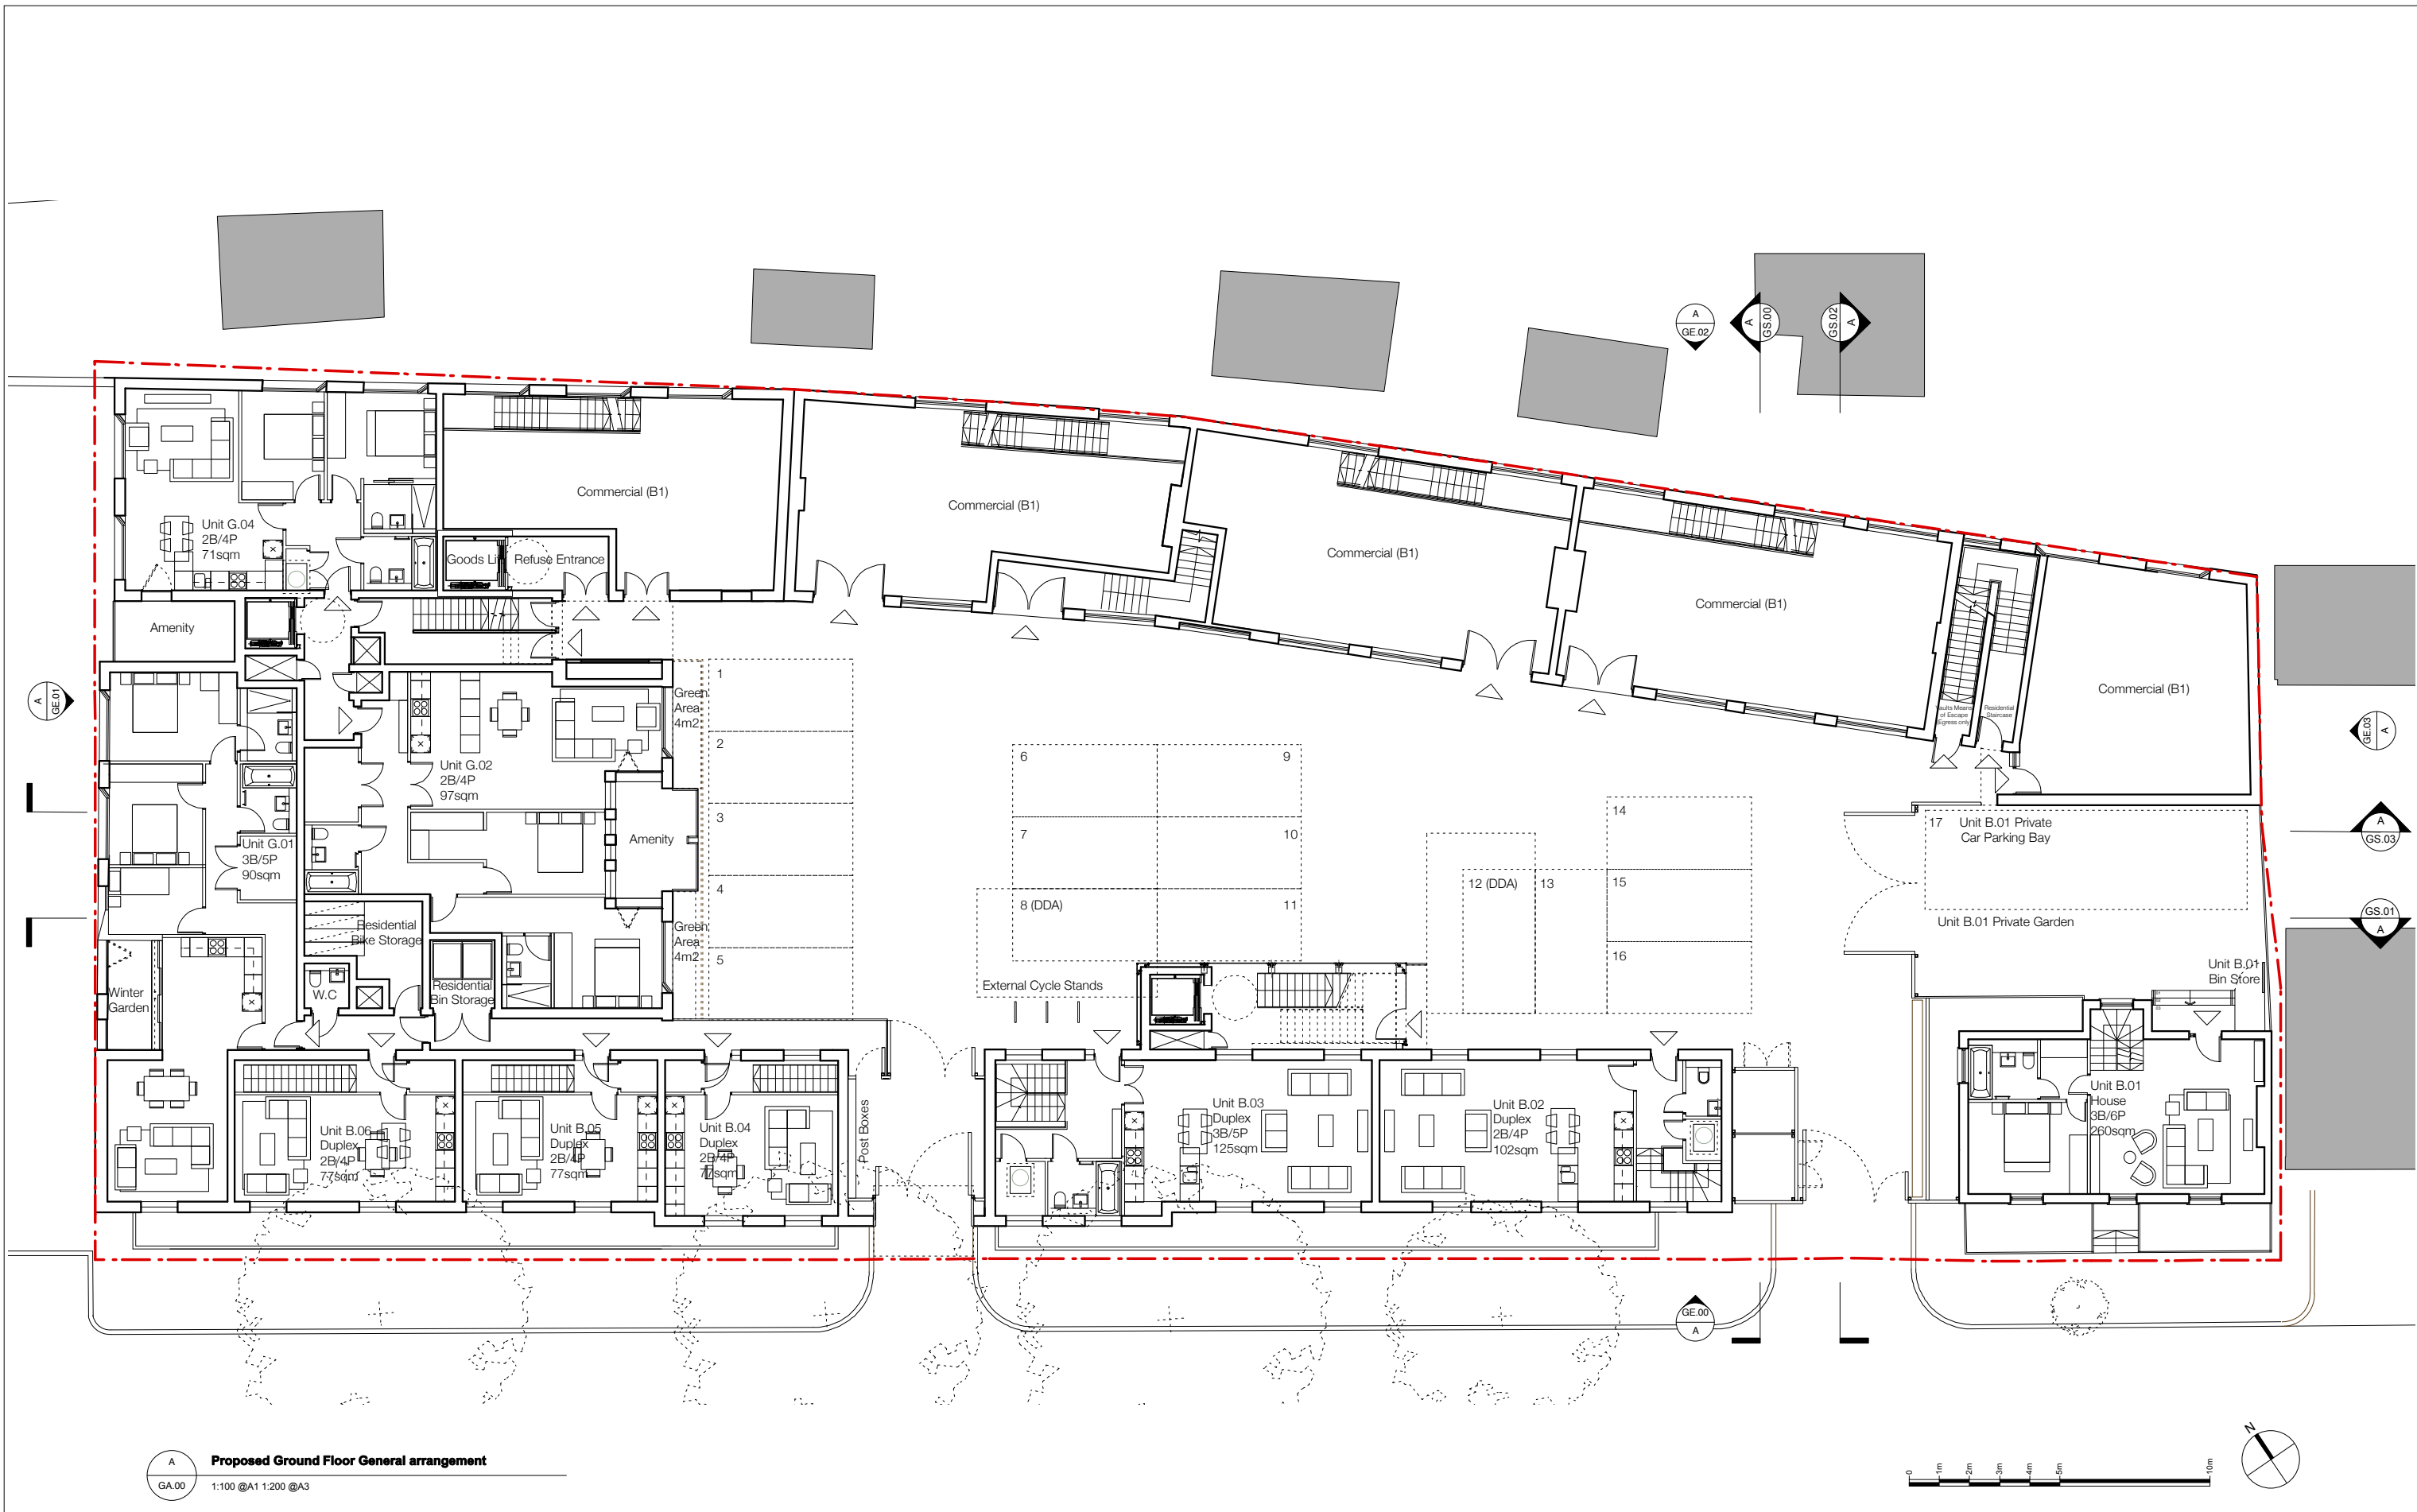 A
GE.02
A
GS.00
GS.02
A
Unit G.04
2B/4P
71sqm
Commercial (B1)
Commercial (B1)
Commercial (B1)
Commercial (B1)
Commercial (B1)
Goods Li
Refuse Entrance
Amenity
A
GE.01
Green
Area
4m2
1
2
3
4
5
Unit G.02
2B/4P
97sqm
Amenity
Unit G.01
3B/5P
90sqm
Residential
Bike Storage
W.C
Residential
Bin Storage
Winter
Garden
Green
Area
4m2
6
7
8 (DDA)
9
10
11
External Cycle Stands
12 (DDA)
13
14
15
16
Means
of Escape
Egress only
Residential
Staircase
GE.03
A
17
Unit B.01 Private
Car Parking Bay
A
GS.03
Unit B.01 Private Garden
GS.01
A
Unit B.01
Bin Store
Unit B.06
Duplex
2B/4P
77sqm
Unit B.05
Duplex
2B/4P
77sqm
Unit B.04
Duplex
2B/4P
77sqm
Post Boxes
Unit B.03
Duplex
3B/5P
125sqm
Unit B.02
Duplex
2B/4P
102sqm
Unit B.01
House
3B/6P
260sqm
GE.00
A
A
GA.00
Proposed Ground Floor General arrangement
1:100 @A1 1:200 @A3
0
1m
2m
3m
4m
5m
10m
N